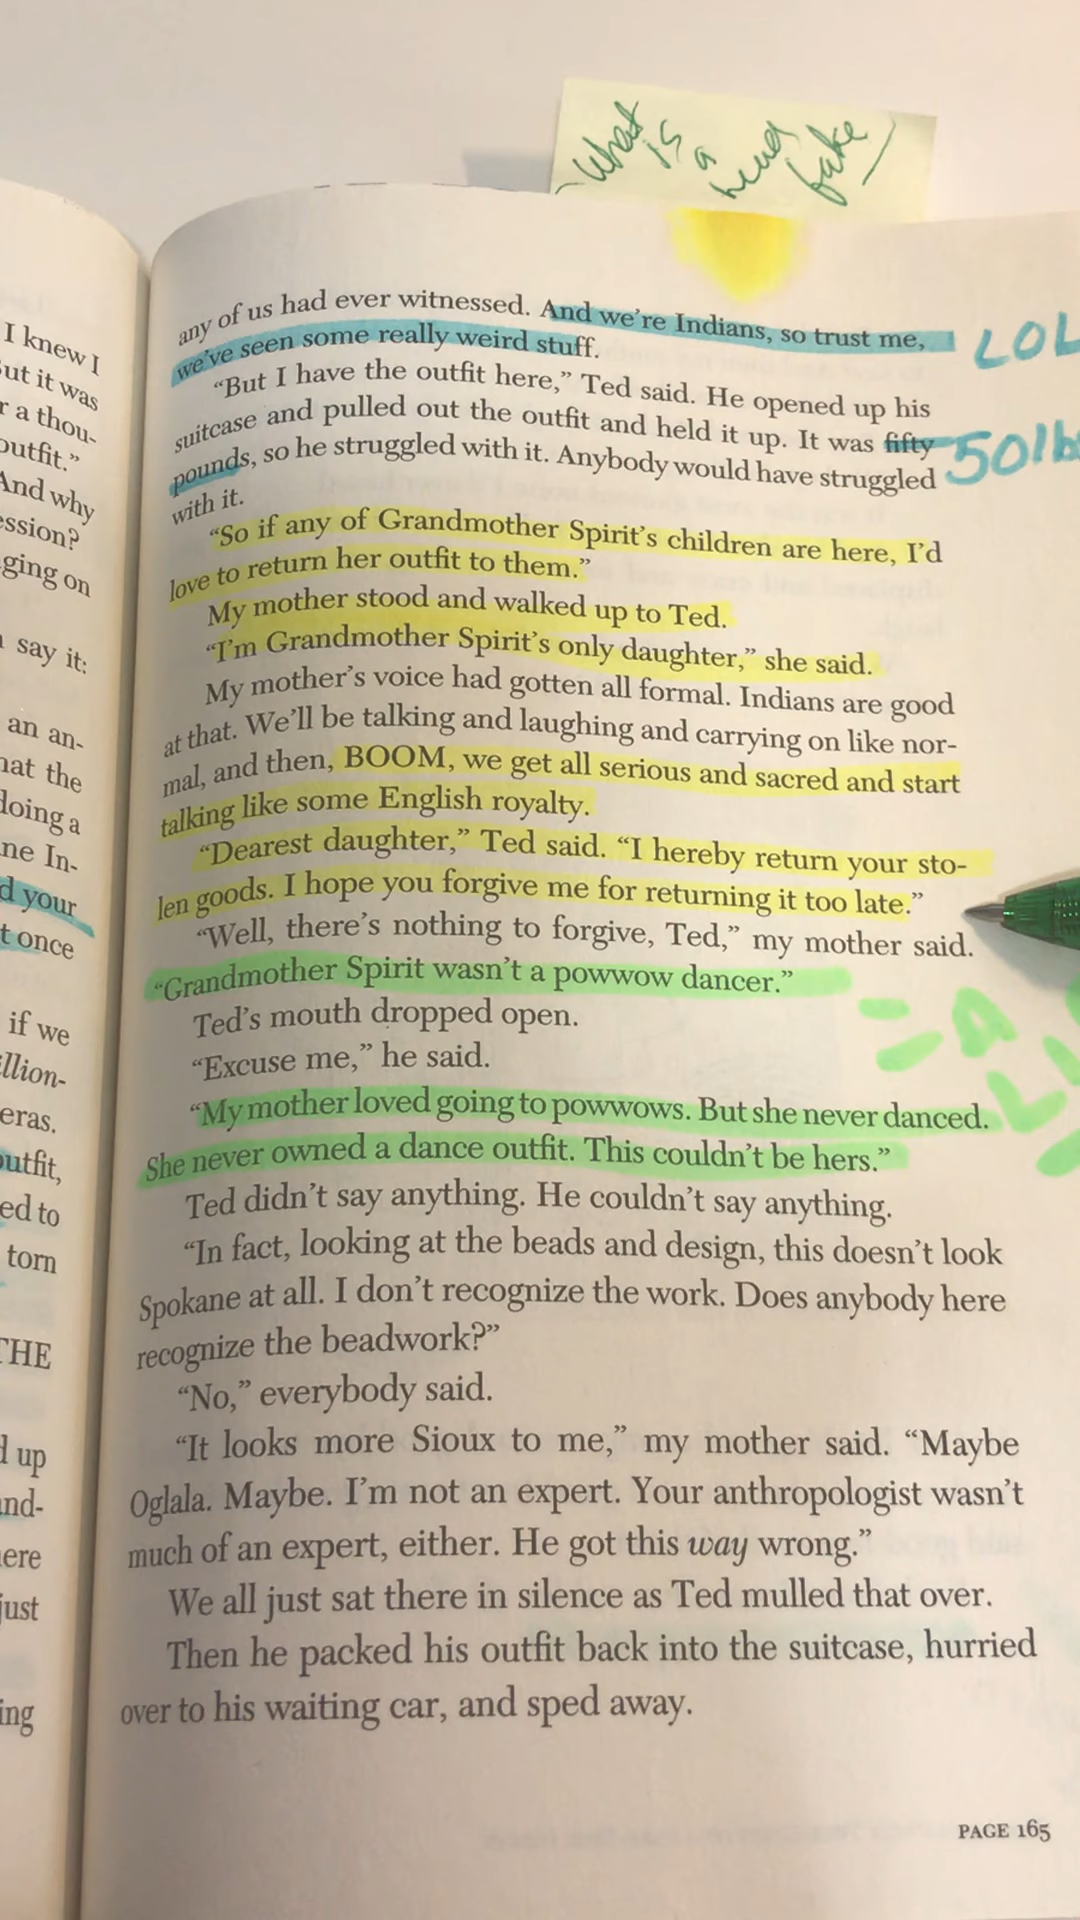 What is a head fake
I knew I
ut it was
r a thou-
outfit."
And why
ession?
ging on
say it:
an an-
hat the
doing a
ne In-
d your
t once
if we
illion-
eras.
outfit,
ed to
torn
THE
d up
nd-
ere
just
ing
any of us had ever witnessed. And we're Indians, so trust me,
we've seen some really weird stuff.
LOL
"But I have the outfit here," Ted said. He opened up his
suitcase and pulled out the outfit and held it up. It was fifty
pounds, so he struggled with it. Anybody would have struggled
50lb
with it.
"So if any of Grandmother Spirit's children are here, I'd
love to return her outfit to them."
My mother stood and walked up to Ted.
"I'm Grandmother Spirit's only daughter," she said.
My mother's voice had gotten all formal. Indians are good
at that. We'll be talking and laughing and carrying on like nor-
mal, and then, BOOM, we get all serious and sacred and start
talking like some English royalty.
"Dearest daughter," Ted said. "I hereby return your sto-
len goods. I hope you forgive me for returning it too late."
"Well, there's nothing to forgive, Ted," my mother said.
"Grandmother Spirit wasn't a powwow dancer."
Ted's mouth dropped open.
= A
"Excuse me," he said.
"My mother loved going to powwows. But she never danced.
She never owned a dance outfit. This couldn't be hers."
Ted didn't say anything. He couldn't say anything.
"In fact, looking at the beads and design, this doesn't look
Spokane at all. I don't recognize the work. Does anybody here
recognize the beadwork?"
"No," everybody said.
"It looks more Sioux to me," my mother said. "Maybe
Oglala. Maybe. I'm not an expert. Your anthropologist wasn't
much of an expert, either. He got this way wrong."
We all just sat there in silence as Ted mulled that over.
Then he packed his outfit back into the suitcase, hurried
over to his waiting car, and sped away.
PAGE 165